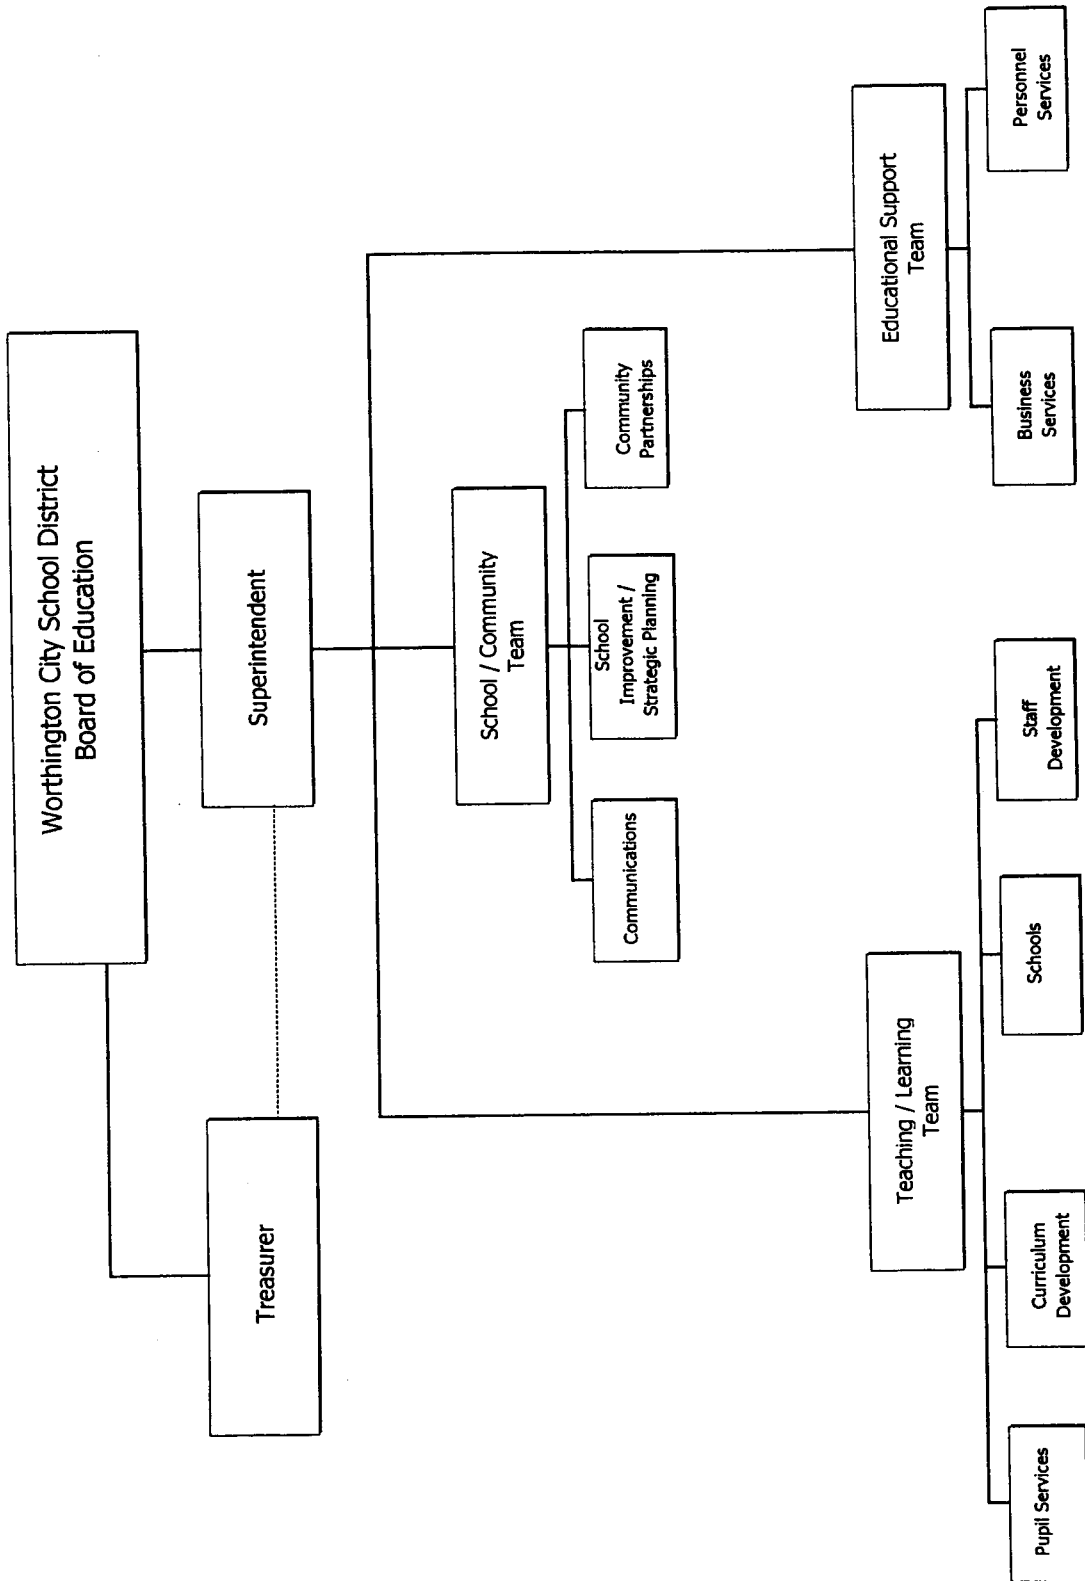 Worthington City School District
Board of Education
Treasurer
Superintendent
School / Community
Team
Communications
School
Improvement /
Strategic Planning
Community
Partnerships
Teaching / Learning
Team
Educational Support
Team
Pupil Services
Curriculum
Development
Schools
Staff
Development
Business
Services
Personnel
Services